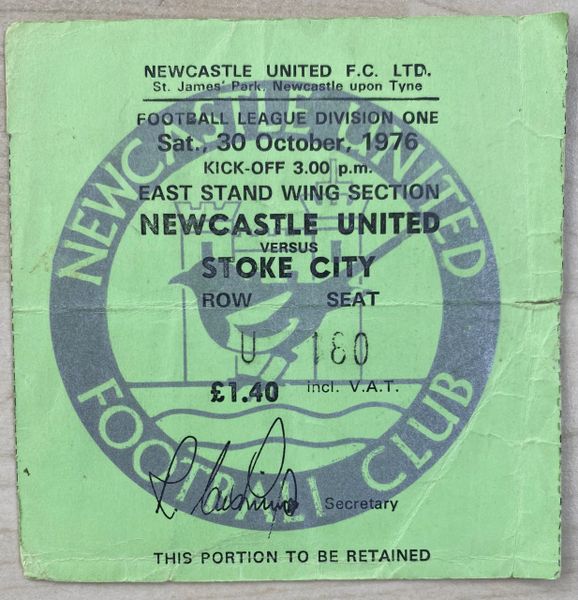 NEWCASTLE UNITED F.C. LTD.
St. James' Park, Newcastle upon Tyne
FOOTBALL LEAGUE DIVISION ONE
Sat., 30 October, 1976
KICK-OFF 3.00 p.m.
EAST STAND WING SECTION
NEWCASTLE UNITED
VERSUS
STOKE CITY
ROW SEAT
U 180
£1.40 incl. V.A.T.
Secretary
THIS PORTION TO BE RETAINED
NEWCASTLE UNITED
FOOTBALL CLUB